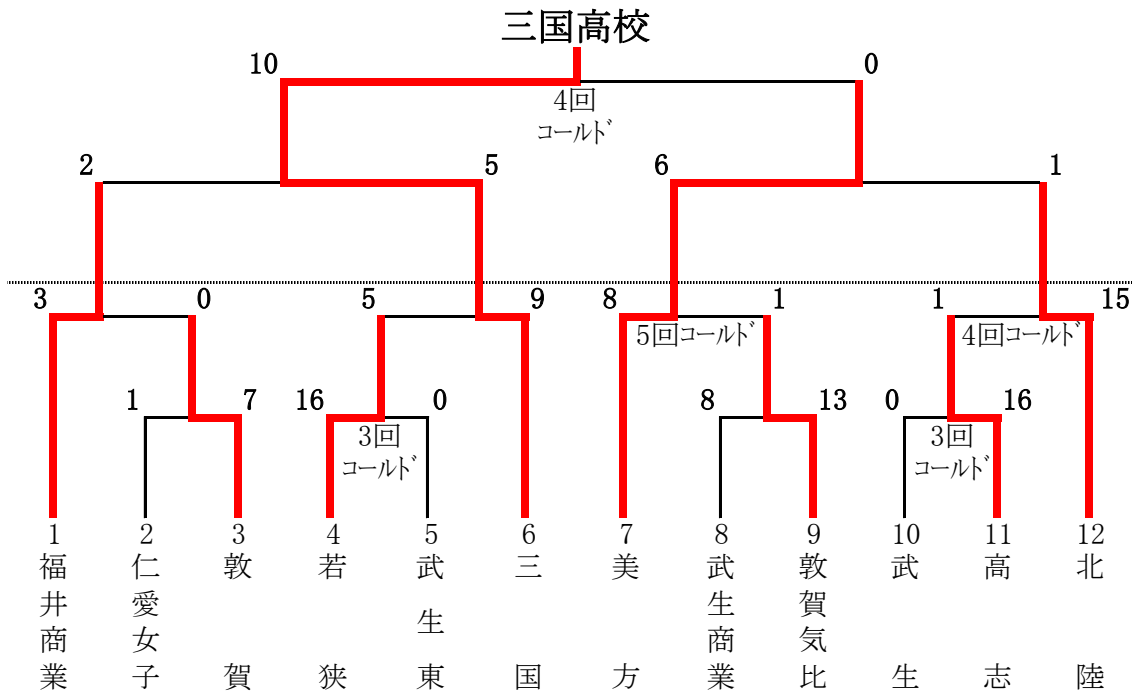 三国高校
10 0
4回
コールド
2 5 6 1
3 0 5 9 8 1 1 15
5回コールド 4回コールド
1 7 16 0 8 13 0 16
3回 3回
コールド コールド
1 2 3 4 5 6 7 8 9 10 11 12
福井商業
仁愛女子
敦賀
若狭
武生東
三国
美方
武生商業
敦賀気比
武生
高志
北陸